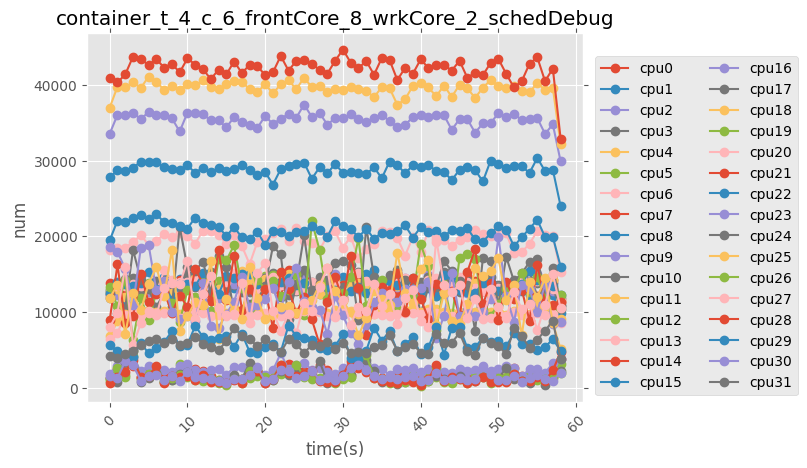 container_t_4_c_6_frontCore_8_wrkCore_2_schedDebug
num
40000
30000
20000
10000
0
0
10
20
30
40
50
60
time(s)
cpu0
cpu1
cpu2
cpu3
cpu4
cpu5
cpu6
cpu7
cpu8
cpu9
cpu10
cpu11
cpu12
cpu13
cpu14
cpu15
cpu16
cpu17
cpu18
cpu19
cpu20
cpu21
cpu22
cpu23
cpu24
cpu25
cpu26
cpu27
cpu28
cpu29
cpu30
cpu31